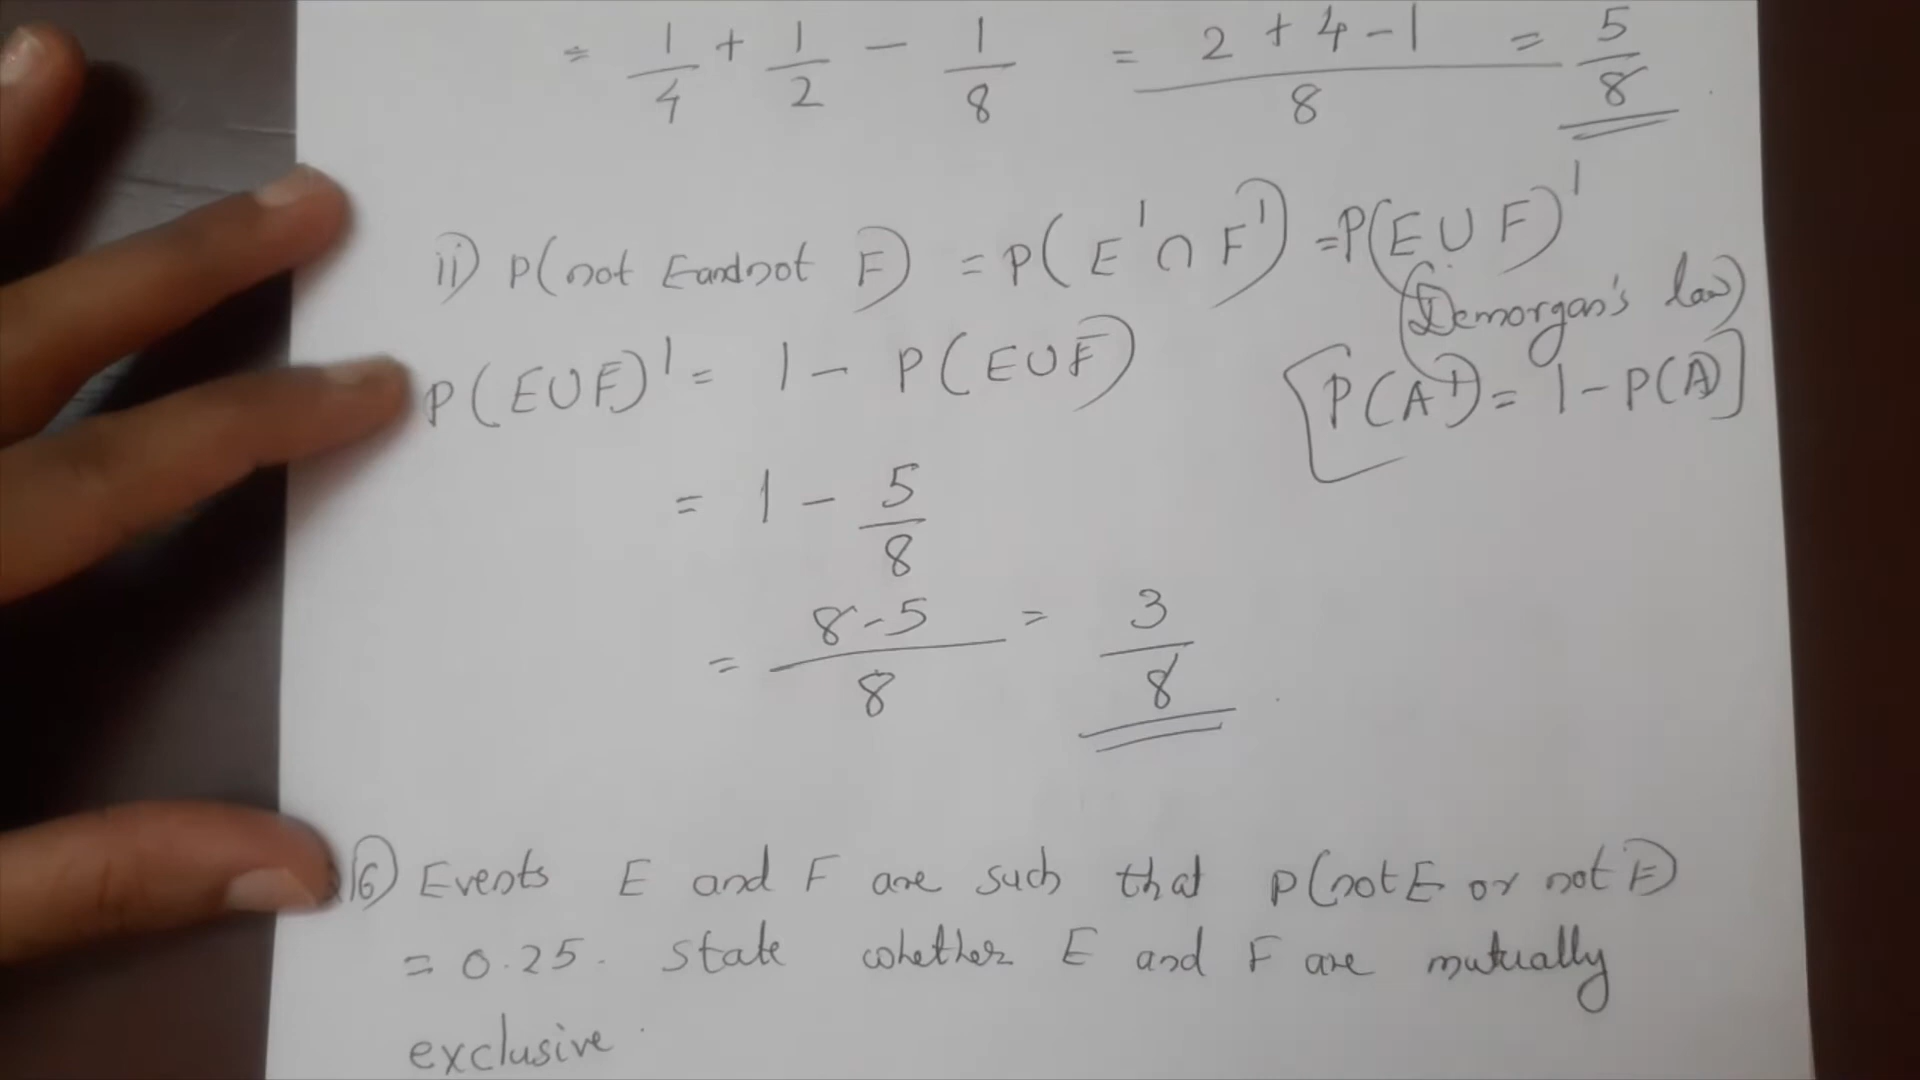 = 1/4 + 1/2 - 1/8 = 2 + 4 - 1 / 8 = 5/8
ii) P(not E and not F) = P(E' ∩ F') = P(E ∪ F)'
(Demorgan's law)
P(E∪F)' = 1 - P(E∪F) [P(A') = 1 - P(A)]
= 1 - 5/8
= 8-5 / 8 = 3/8
16) Events E and F are such that P(not E or not F)
= 0.25. state whether E and F are mutually
exclusive.